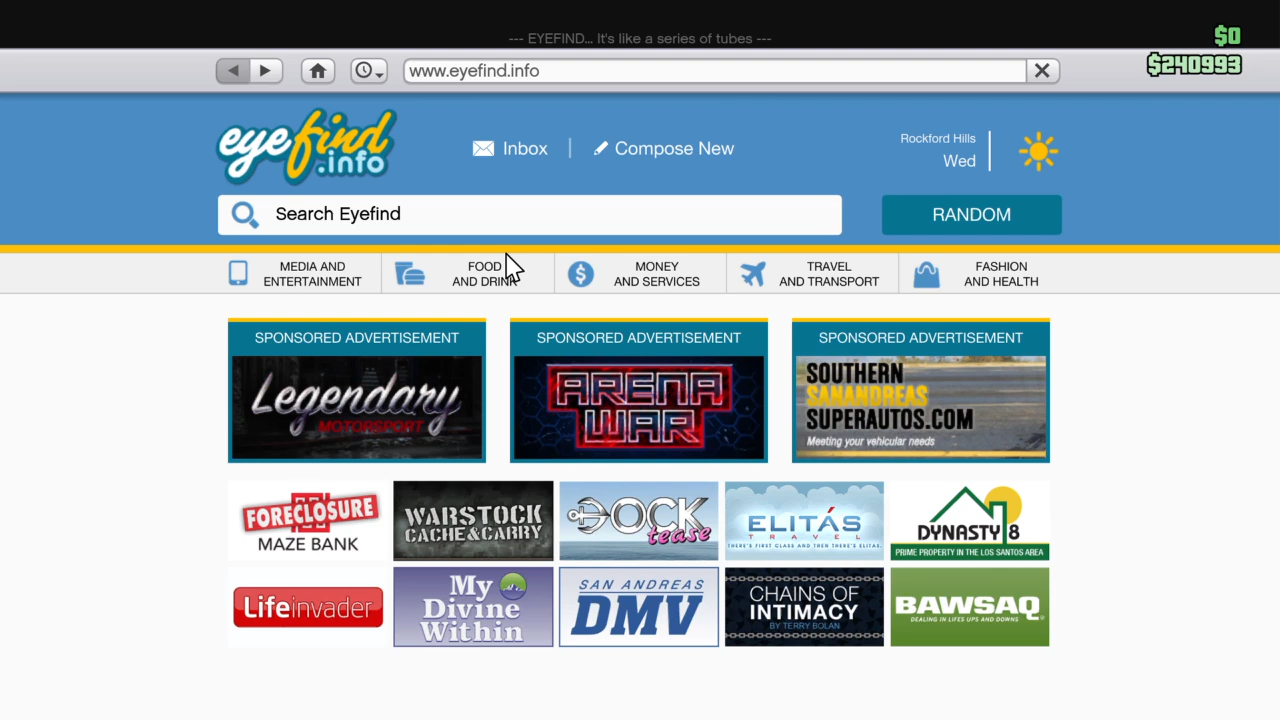 --- EYEFIND... It's like a series of tubes ---
$0
$240993
www.eyefind.info
eyefind
.info
Inbox
Compose New
Rockford Hills
Wed
Search Eyefind
RANDOM
MEDIA AND
ENTERTAINMENT
FOOD
AND DRINK
MONEY
AND SERVICES
TRAVEL
AND TRANSPORT
FASHION
AND HEALTH
SPONSORED ADVERTISEMENT
Legendary
MOTORSPORT
SPONSORED ADVERTISEMENT
ARENA
WAR
SPONSORED ADVERTISEMENT
SOUTHERN
SANANDREAS
SUPERAUTOS.COM
Meeting your vehicular needs
FORECLOSURE
MAZE BANK
WARSTOCK
CACHE & CARRY
DOCK
tease
ELITÁS
TRAVEL
THERE'S FIRST CLASS AND THEN THERE'S ELITAS.
DYNASTY 8
PRIME PROPERTY IN THE LOS SANTOS AREA
Lifeinvader
My
Divine
Within
SAN ANDREAS
DMV
CHAINS OF
INTIMACY
BY TERRY BOLAN
BAWSAQ
DEALING IN LIFES UPS AND DOWNS